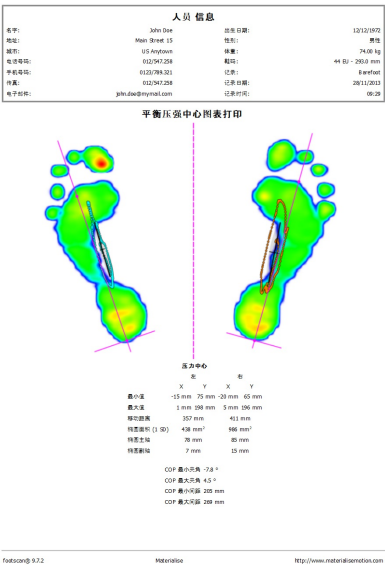 人员 信息
名字: John Doe 出生日期: 12/12/1972
地址: Main Street 15 性别: 男性
城市: US Anytown 体重: 74.00 kg
电话号码: 012/547.258 鞋码: 44 EU - 293.0 mm
手机号码: 0123/789.321 记录: Barefoot
传真: 012/547.258 记录日期: 28/11/2013
电子邮件: john.doe@mymail.com 记录时间: 09:29
平衡压强中心图表打印
压力中心
左 右
X Y X Y
最小值 -15 mm 75 mm -20 mm 65 mm
最大值 1 mm 198 mm 5 mm 196 mm
移动距离 357 mm 411 mm
椭圆面积 (1 SD) 438 mm² 986 mm²
椭圆主轴 78 mm 85 mm
椭圆副轴 7 mm 15 mm
COP 最小夹角 -7.8 °
COP 最大夹角 4.5 °
COP 最小间距 205 mm
COP 最大间距 269 mm
footscan® 9.7.2 Materialise http://www.materialisemotion.com